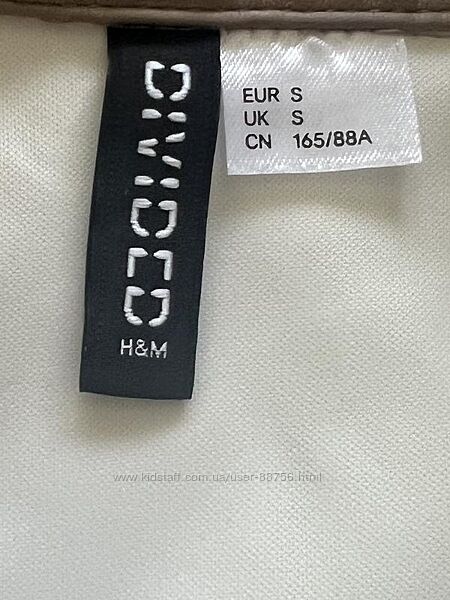 DIVIDED
H&M
EUR S
UK S
CN 165/88A
www.kidstaff.com.ua/user-88756.html